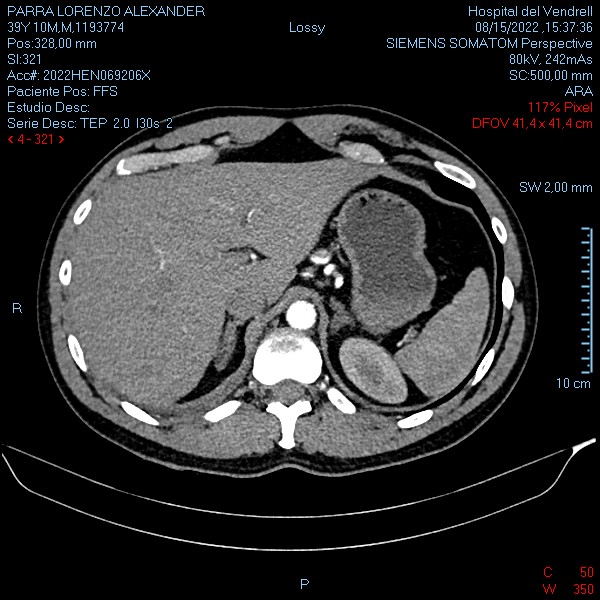 PARRA LORENZO ALEXANDER
39Y 10M,M,1193774
Pos:328,00 mm
SI:321
Acc#: 2022HEN069206X
Paciente Pos: FFS
Estudio Desc:
Serie Desc: TEP 2.0 I30s 2
< 4 - 321 >
Lossy
Hospital del Vendrell
08/15/2022 ,15:37:36
SIEMENS SOMATOM Perspective
80kV, 242mAs
SC:500,00 mm
ARA
117% Pixel
DFOV 41,4 x 41,4 cm
SW 2,00 mm
R
10 cm
P
C 50
W 350